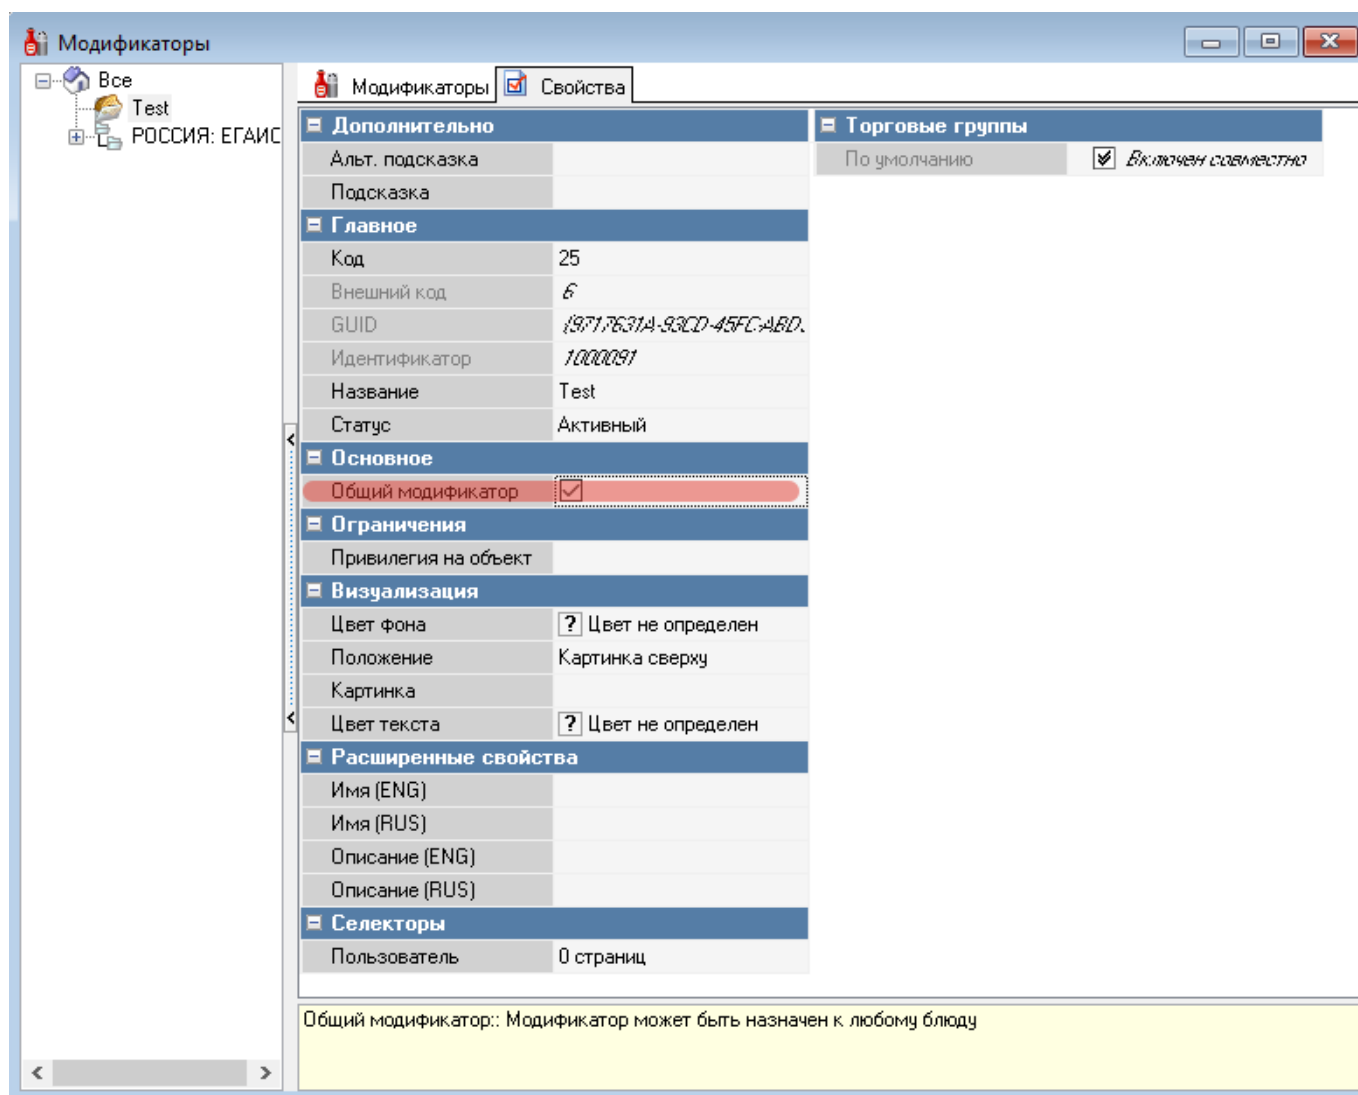 Модификаторы
Все
Test
РОССИЯ: ЕГАИС
Модификаторы Свойства
Дополнительно
Альт. подсказка
Подсказка
Главное
Код 25
Внешний код 6
GUID {9717631A-93CD-45FC-ABD.
Идентификатор 1000091
Название Test
Статус Активный
Основное
Общий модификатор
Ограничения
Привилегия на объект
Визуализация
Цвет фона ? Цвет не определен
Положение Картинка сверху
Картинка
Цвет текста ? Цвет не определен
Расширенные свойства
Имя (ENG)
Имя (RUS)
Описание (ENG)
Описание (RUS)
Селекторы
Пользователь 0 страниц
Торговые группы
По умолчанию Включен совместно
Общий модификатор:: Модификатор может быть назначен к любому блюду